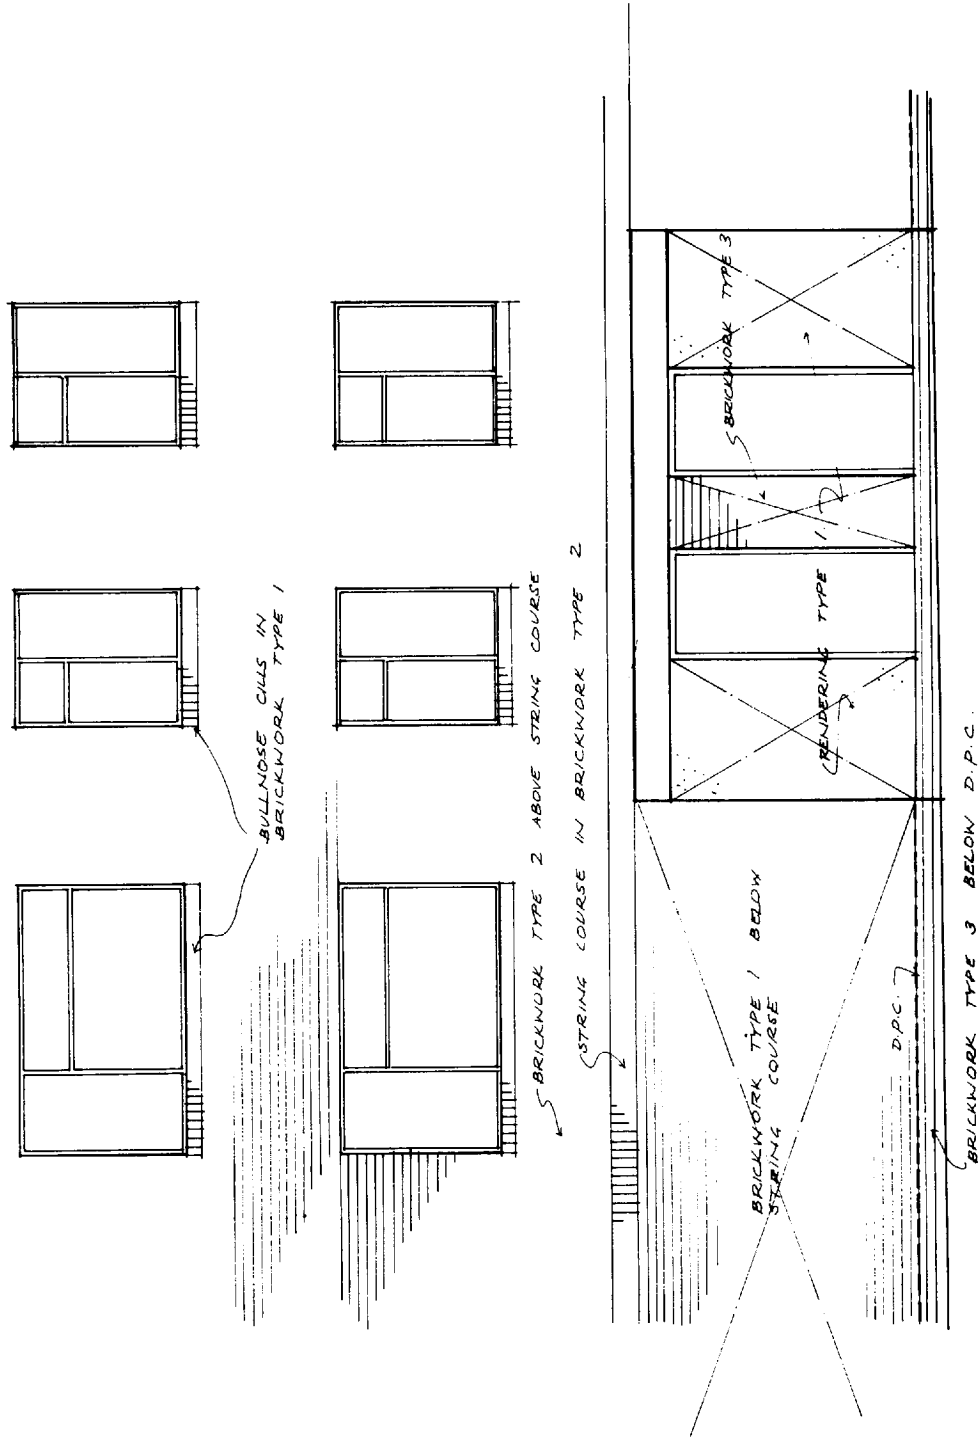 BULLNOSE CILLS IN
BRICKWORK TYPE 1
BRICKWORK TYPE 2 ABOVE STRING COURSE
STRING COURSE IN BRICKWORK TYPE 2
BRICKWORK TYPE 3
RENDERING TYPE 1.
BRICKWORK TYPE 1 BELOW
STRING COURSE
D.P.C.
BRICKWORK TYPE 3 BELOW D.P.C.